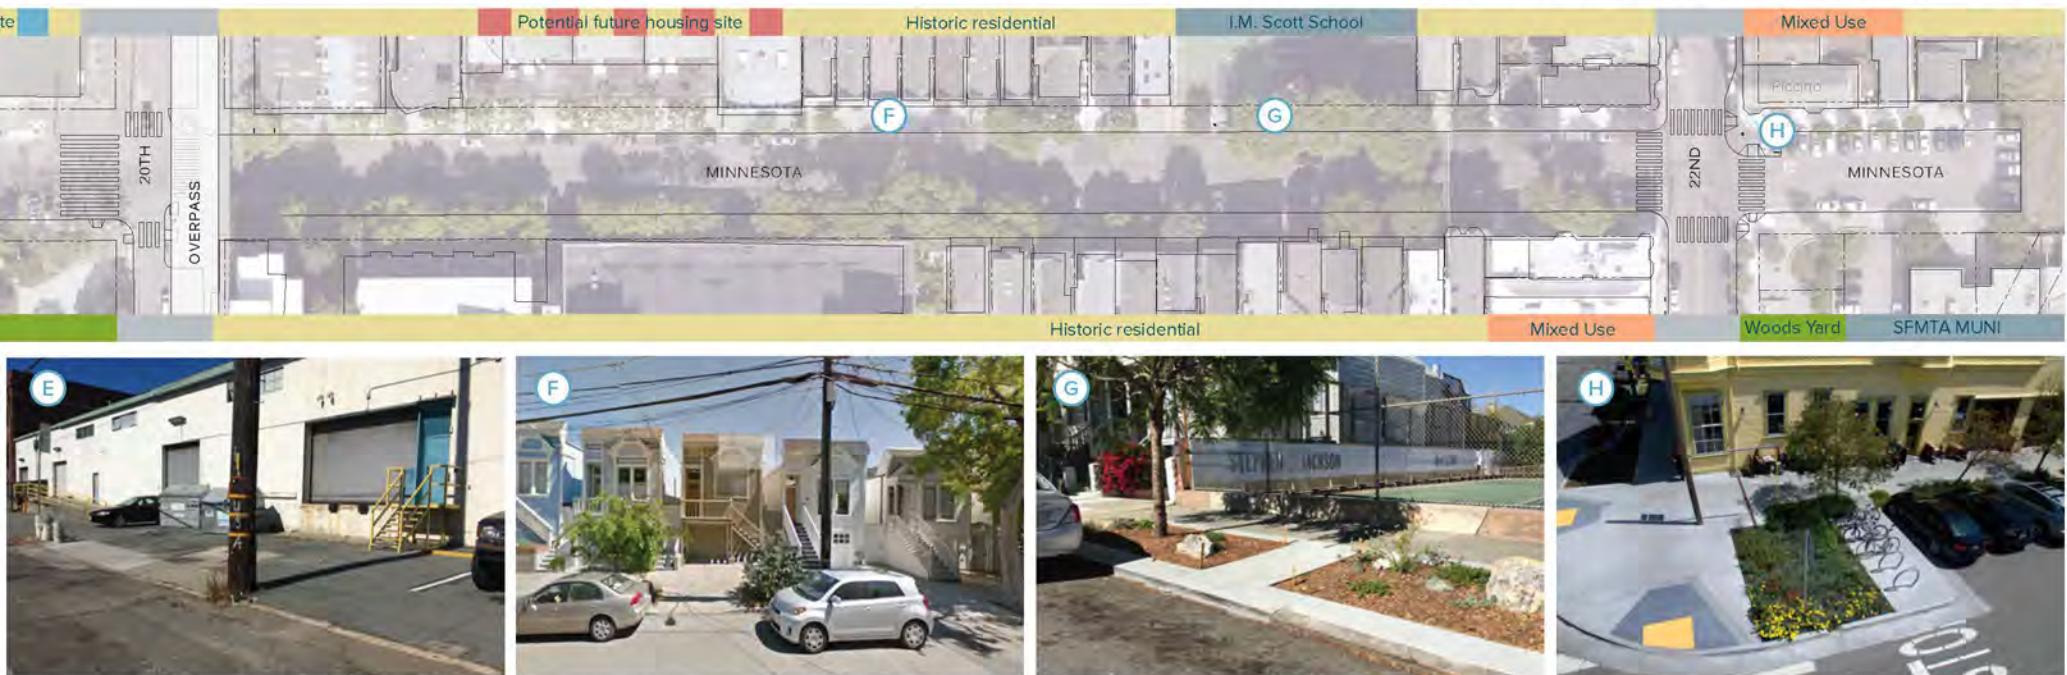 te
Potential future housing site
Historic residential
I.M. Scott School
Mixed Use
Piccino
F
G
H
20TH
OVERPASS
MINNESOTA
22ND
MINNESOTA
Historic residential
Mixed Use
Woods Yard
SFMTA MUNI
E
F
G
H
JACKSON